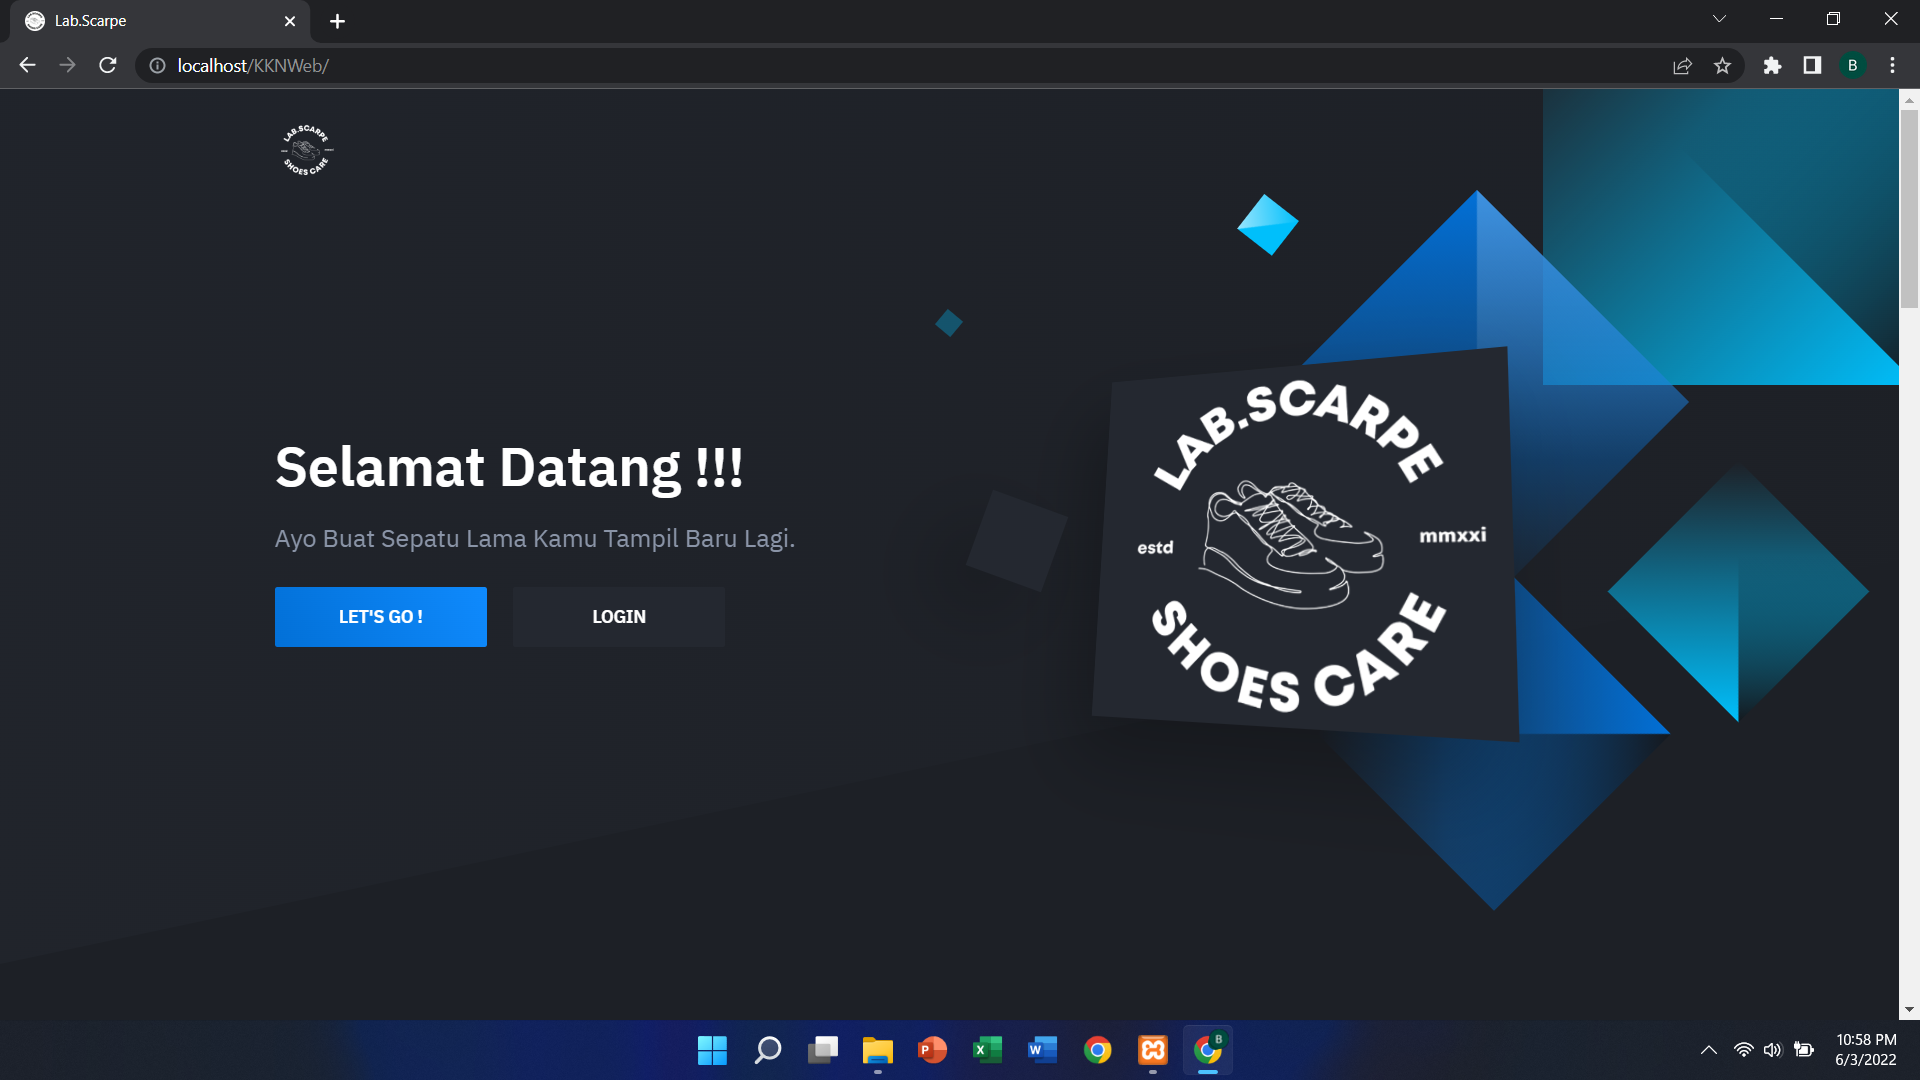 Lab.Scarpe
localhost/KKNWeb/
B
LAB.SCARPE
SHOES CARE
LAB.SCARPE
estd
mmxxi
SHOES CARE
Selamat Datang !!!
Ayo Buat Sepatu Lama Kamu Tampil Baru Lagi.
LET'S GO !
LOGIN
P
X
W
B
10:58 PM
6/3/2022